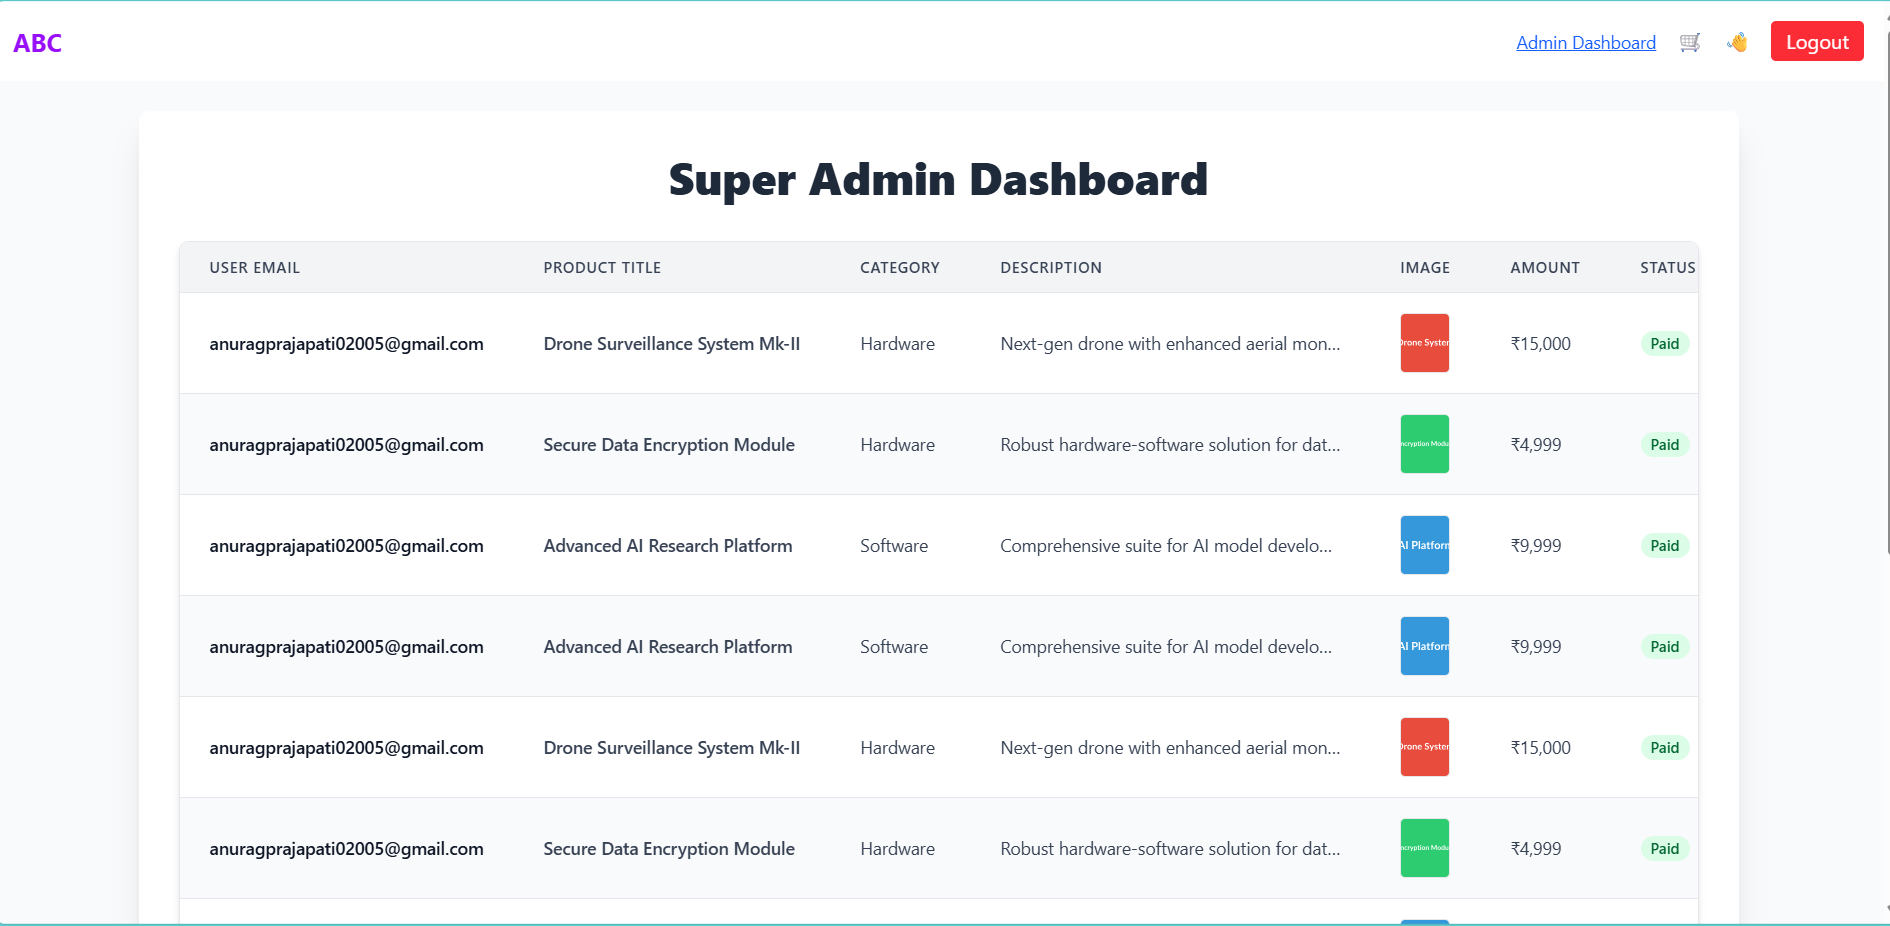 ABC
Admin Dashboard
Logout
Super Admin Dashboard
USER EMAIL PRODUCT TITLE CATEGORY DESCRIPTION IMAGE AMOUNT STATUS
anuragprajapati02005@gmail.com Drone Surveillance System Mk-II Hardware Next-gen drone with enhanced aerial mon... Drone System ₹15,000 Paid
anuragprajapati02005@gmail.com Secure Data Encryption Module Hardware Robust hardware-software solution for dat... ncryption Modu ₹4,999 Paid
anuragprajapati02005@gmail.com Advanced AI Research Platform Software Comprehensive suite for AI model develo... AI Platform ₹9,999 Paid
anuragprajapati02005@gmail.com Advanced AI Research Platform Software Comprehensive suite for AI model develo... AI Platform ₹9,999 Paid
anuragprajapati02005@gmail.com Drone Surveillance System Mk-II Hardware Next-gen drone with enhanced aerial mon... Drone System ₹15,000 Paid
anuragprajapati02005@gmail.com Secure Data Encryption Module Hardware Robust hardware-software solution for dat... ncryption Modu ₹4,999 Paid